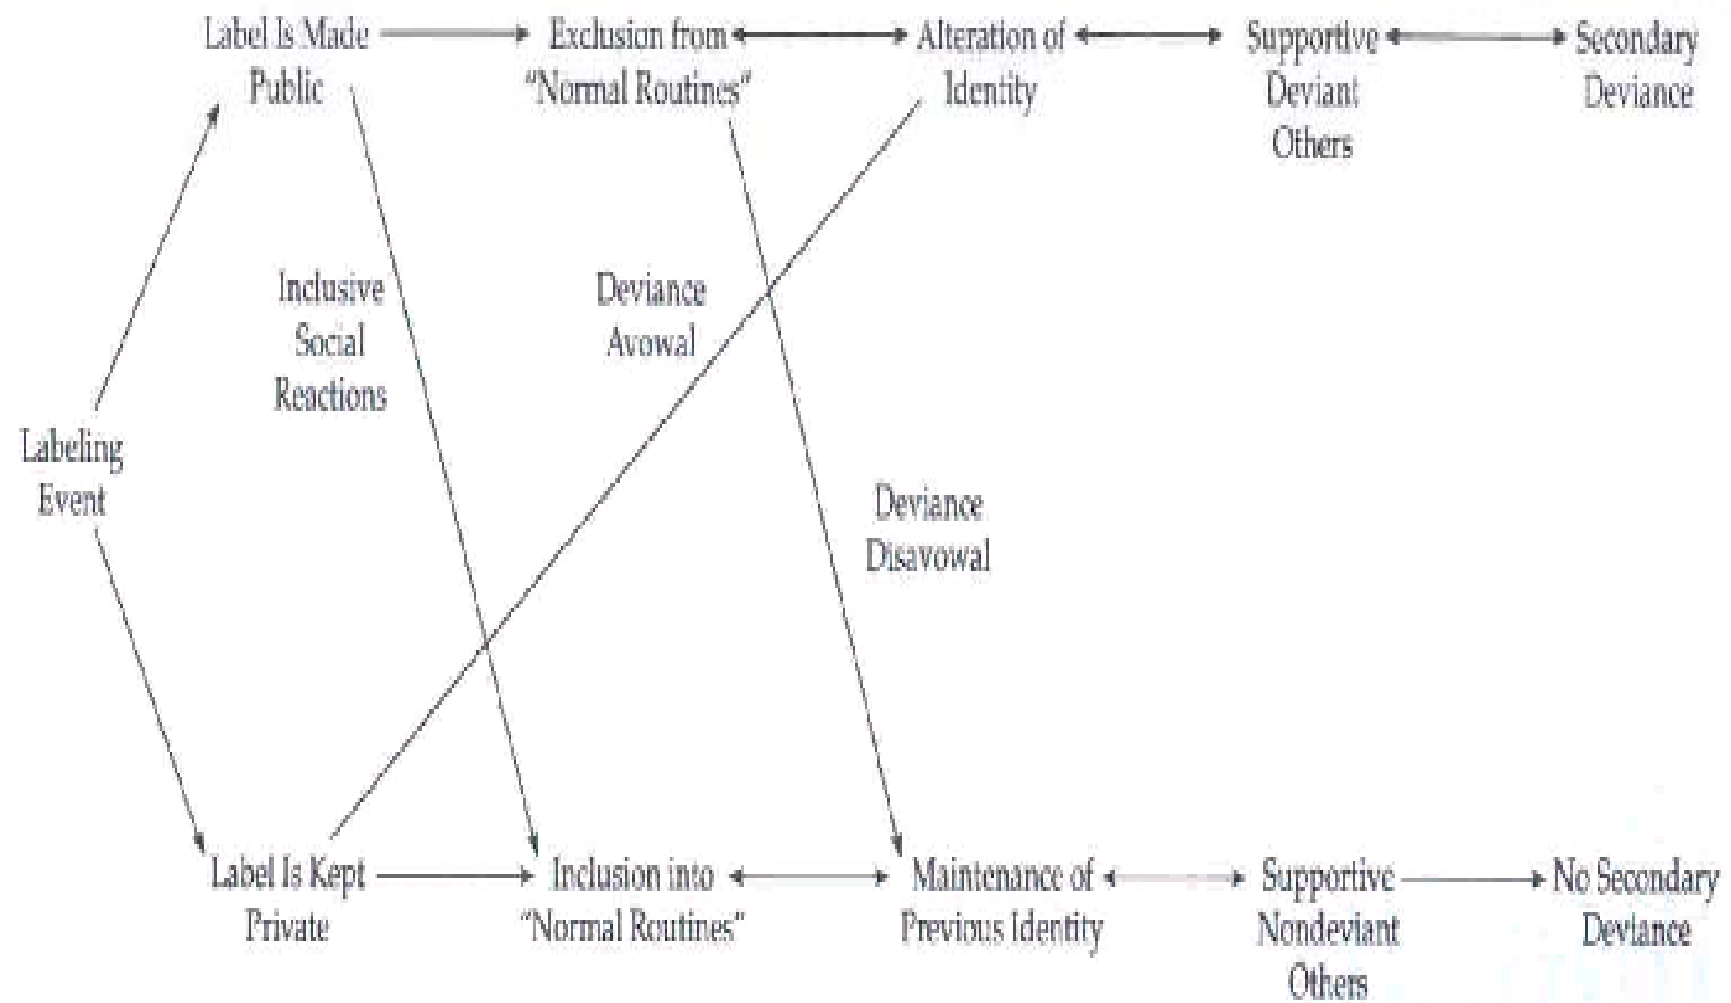 Label Is Made
Public
Exclusion from
"Normal Routines"
Alteration of
Identity
Supportive
Deviant
Others
Secondary
Deviance
Inclusive
Social
Reactions
Deviance
Avowal
Labeling
Event
Deviance
Disavowal
Label Is Kept
Private
Inclusion into
"Normal Routines"
Maintenance of
Previous Identity
Supportive
Nondeviant
Others
No Secondary
Deviance